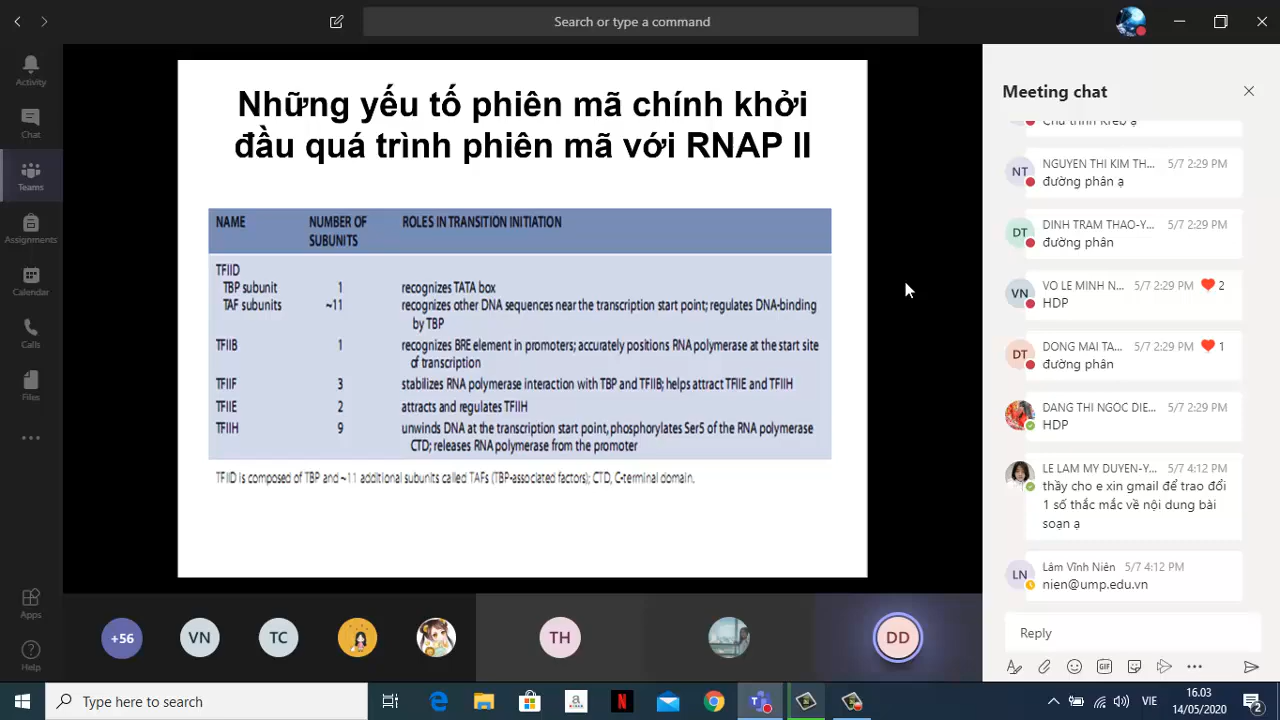 Search or type a command
Activity
Chat
Teams
Assignments
Calendar
Calls
Files
Apps
Help
Những yếu tố phiên mã chính khởi
đầu quá trình phiên mã với RNAP II
NAME NUMBER OF SUBUNITS ROLES IN TRANSITION INITIATION
TFIID
TBP subunit 1 recognizes TATA box
TAF subunits ~11 recognizes other DNA sequences near the transcription start point; regulates DNA-binding
by TBP
TFIIB 1 recognizes BRE element in promoters; accurately positions RNA polymerase at the start site
of transcription
TFIIF 3 stabilizes RNA polymerase interaction with TBP and TFIIB; helps attract TFIIE and TFIIH
TFIIE 2 attracts and regulates TFIIH
TFIIH 9 unwinds DNA at the transcription start point, phosphorylates Ser5 of the RNA polymerase
CTD; releases RNA polymerase from the promoter
TFIID is composed of TBP and ~11 additional subunits called TAFs (TBP-associated factors); CTD, C-terminal domain.
+56
VN
TC
TH
DD
Meeting chat
NT NGUYEN THI KIM TH... 5/7 2:29 PM
đường phân ạ
DT DINH TRAM THAO-Y... 5/7 2:29 PM
đường phân
VN VO LE MINH N... 5/7 2:29 PM 2
HDP
DT DONG MAI TA... 5/7 2:29 PM 1
đường phân
DANG THI NGOC DIE... 5/7 2:29 PM
HDP
LE LAM MY DUYEN-Y... 5/7 4:12 PM
thầy cho e xin gmail để trao đổi
1 số thắc mắc về nội dung bài
soạn ạ
LN Lâm Vĩnh Niên 5/7 4:12 PM
nien@ump.edu.vn
Reply
GIF
Type here to search
VIE
16.03
14/05/2020
2